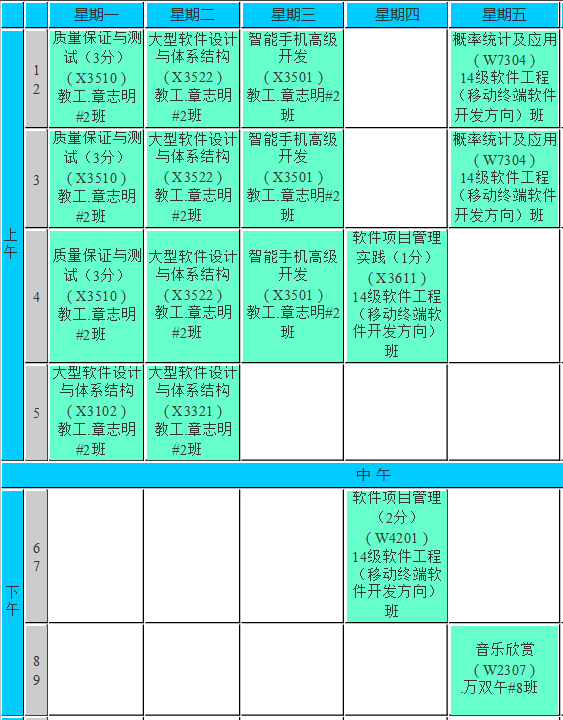 星期一 星期二 星期三 星期四 星期五
上午
1
2
质量保证与测
试（3分）
（X3510）
教工.章志明
#2班
大型软件设计
与体系结构
（X3522）
教工.章志明
#2班
智能手机高级
开发
（X3501）
教工.章志明#2
班
概率统计及应用
（W7304）
14级软件工程
（移动终端软件
开发方向）班
3
质量保证与测
试（3分）
（X3510）
教工.章志明
#2班
大型软件设计
与体系结构
（X3522）
教工.章志明
#2班
智能手机高级
开发
（X3501）
教工.章志明#2
班
概率统计及应用
（W7304）
14级软件工程
（移动终端软件
开发方向）班
4
质量保证与测
试（3分）
（X3510）
教工.章志明
#2班
大型软件设计
与体系结构
（X3522）
教工.章志明
#2班
智能手机高级
开发
（X3501）
教工.章志明#2
班
软件项目管理
实践（1分）
（X3611）
14级软件工程
（移动终端软
件开发方向）
班
5
大型软件设计
与体系结构
（X3102）
教工.章志明
#2班
大型软件设计
与体系结构
（X3321）
教工.章志明
#2班
中午
下午
6
7
软件项目管理
（2分）
（W4201）
14级软件工程
（移动终端软
件开发方向）
班
8
9
音乐欣赏
（W2307）
.万双午#8班